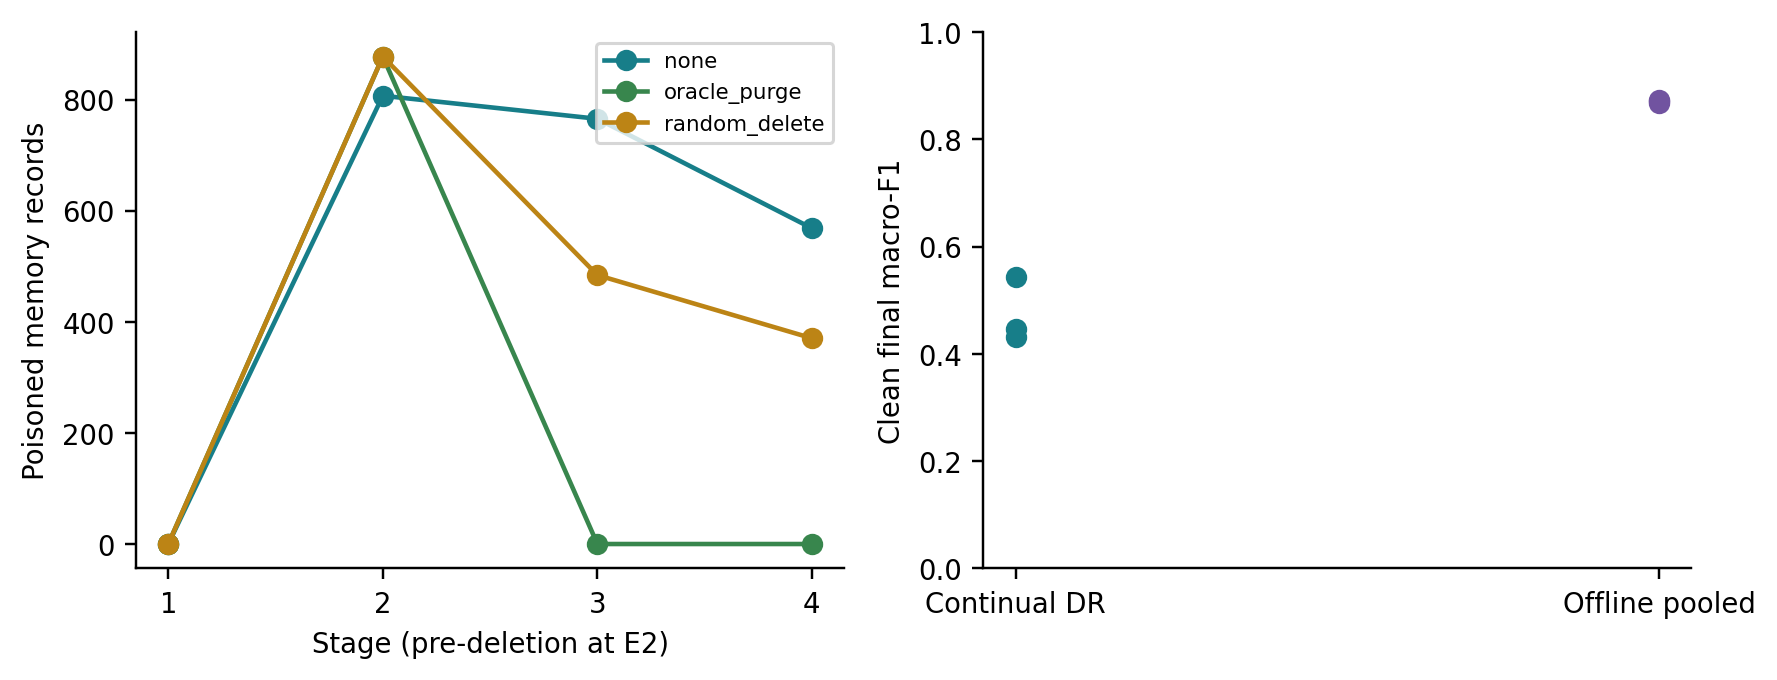 Poisoned memory records
800
600
400
200
0
1 2 3 4
Stage (pre-deletion at E2)
none
oracle_purge
random_delete
Clean final macro-F1
1.0
0.8
0.6
0.4
0.2
0.0
Continual DR Offline pooled